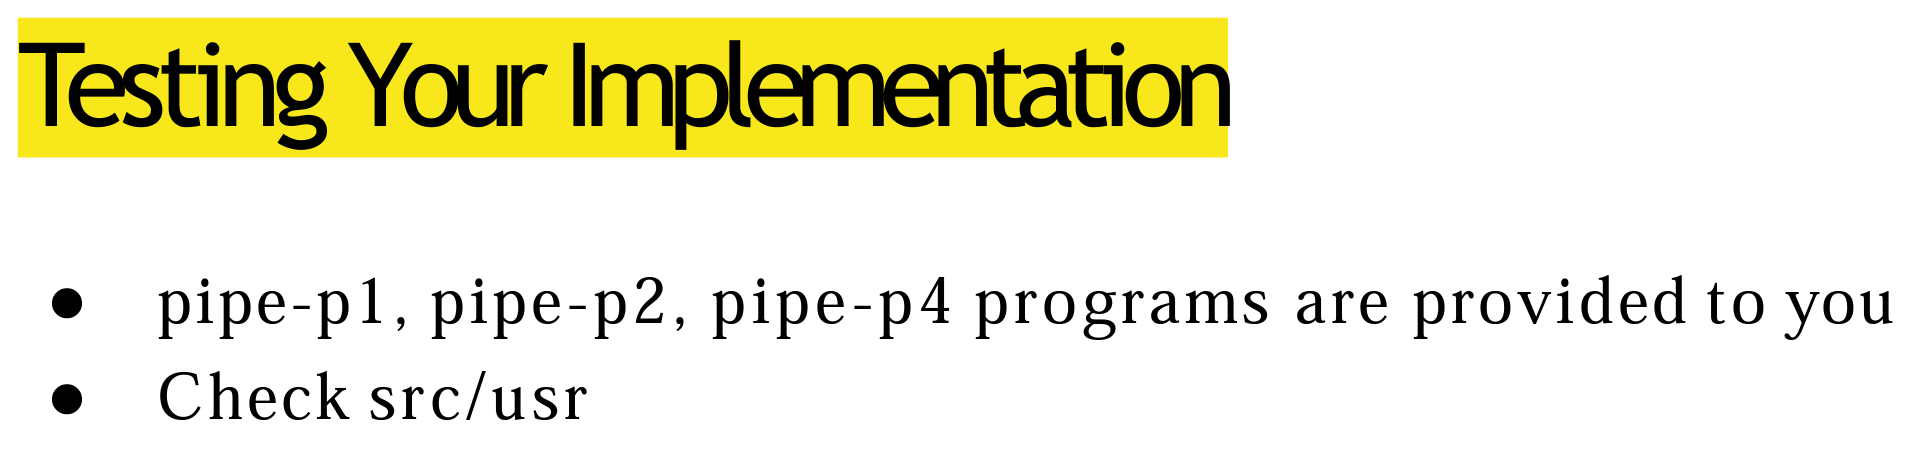 Testing Your Implementation
● pipe-p1, pipe-p2, pipe-p4 programs are provided to you
● Check src/usr